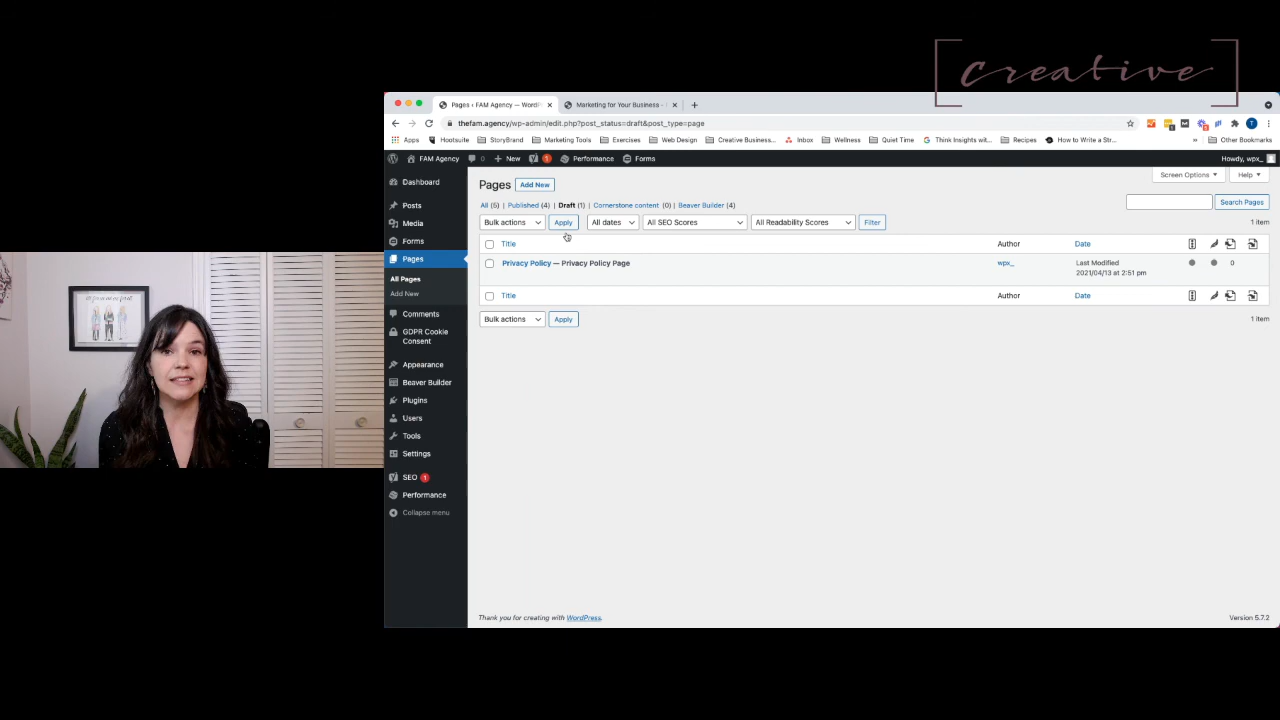 creative
Pages ‹ FAM Agency — WordP
Marketing for Your Business -
thefam.agency/wp-admin/edit.php?post_status=draft&post_type=page
Apps Hootsuite StoryBrand Marketing Tools Exercises Web Design Creative Business... Inbox Wellness Quiet Time Think Insights wi... Recipes How to Write a Str... » Other Bookmarks
FAM Agency 0 + New 1 Performance Forms Howdy, wpx_
Screen Options Help
Dashboard
Posts
Media
Forms
Pages
All Pages
Add New
Comments
GDPR Cookie
Consent
Appearance
Beaver Builder
Plugins
Users
Tools
Settings
SEO 1
Performance
Collapse menu
Pages Add New
All (5) | Published (4) | Draft (1) | Cornerstone content (0) | Beaver Builder (4)
Search Pages
Bulk actions Apply All dates All SEO Scores All Readability Scores Filter
1 item
Title Author Date
Privacy Policy — Privacy Policy Page wpx_ Last Modified 0
2021/04/13 at 2:51 pm
Title Author Date
Bulk actions Apply
1 item
Thank you for creating with WordPress.
Version 5.7.2